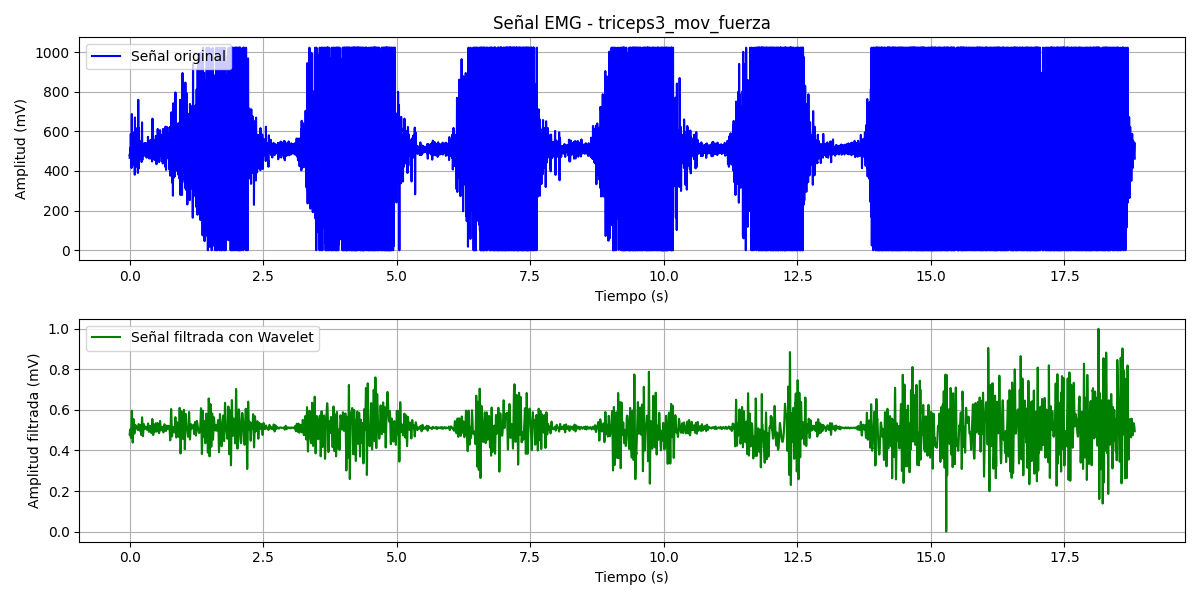 Señal EMG - triceps3_mov_fuerza
Señal original
Amplitud (mV)
1000
800
600
400
200
0
0.0 2.5 5.0 7.5 10.0 12.5 15.0 17.5
Tiempo (s)
Señal filtrada con Wavelet
Amplitud filtrada (mV)
1.0
0.8
0.6
0.4
0.2
0.0
0.0 2.5 5.0 7.5 10.0 12.5 15.0 17.5
Tiempo (s)